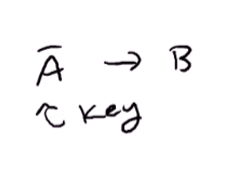 A̅ → B
τ key